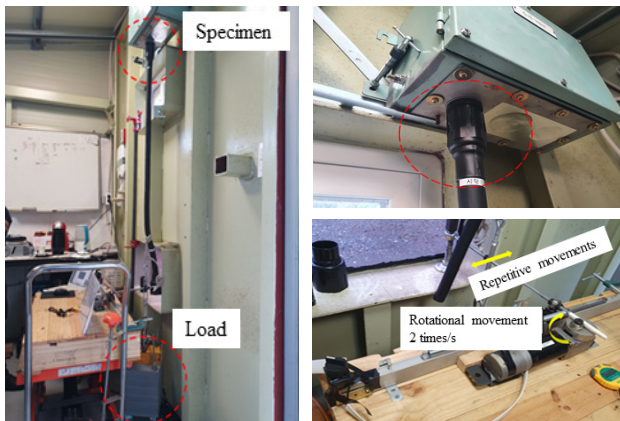 Specimen
Load
Repetitive movements
Rotational movement
2 times/s